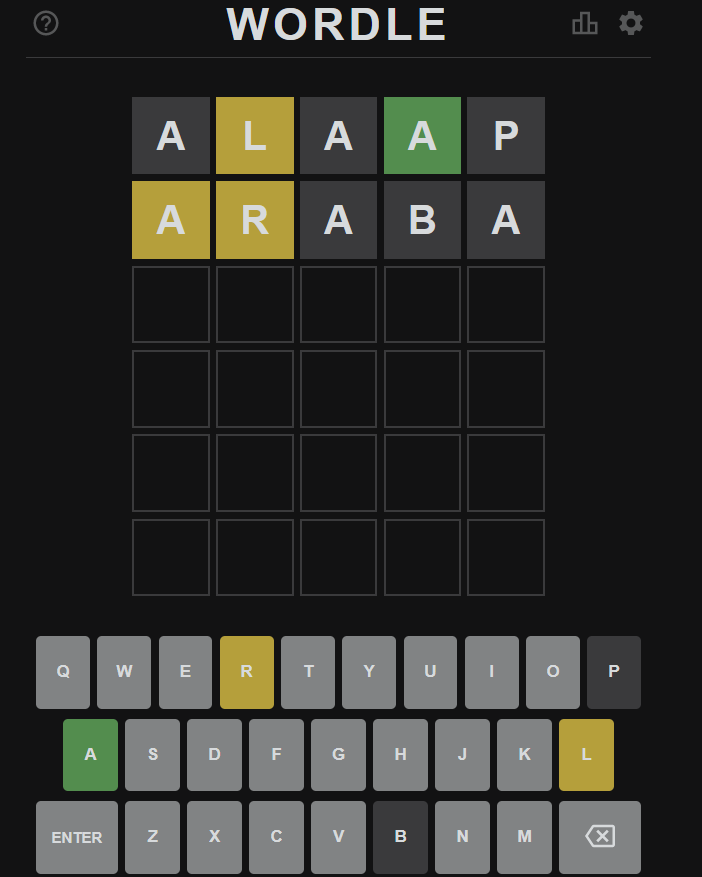 WORDLE
A L A A P
A R A B A
Q W E R T Y U I O P
A S D F G H J K L
ENTER Z X C V B N M